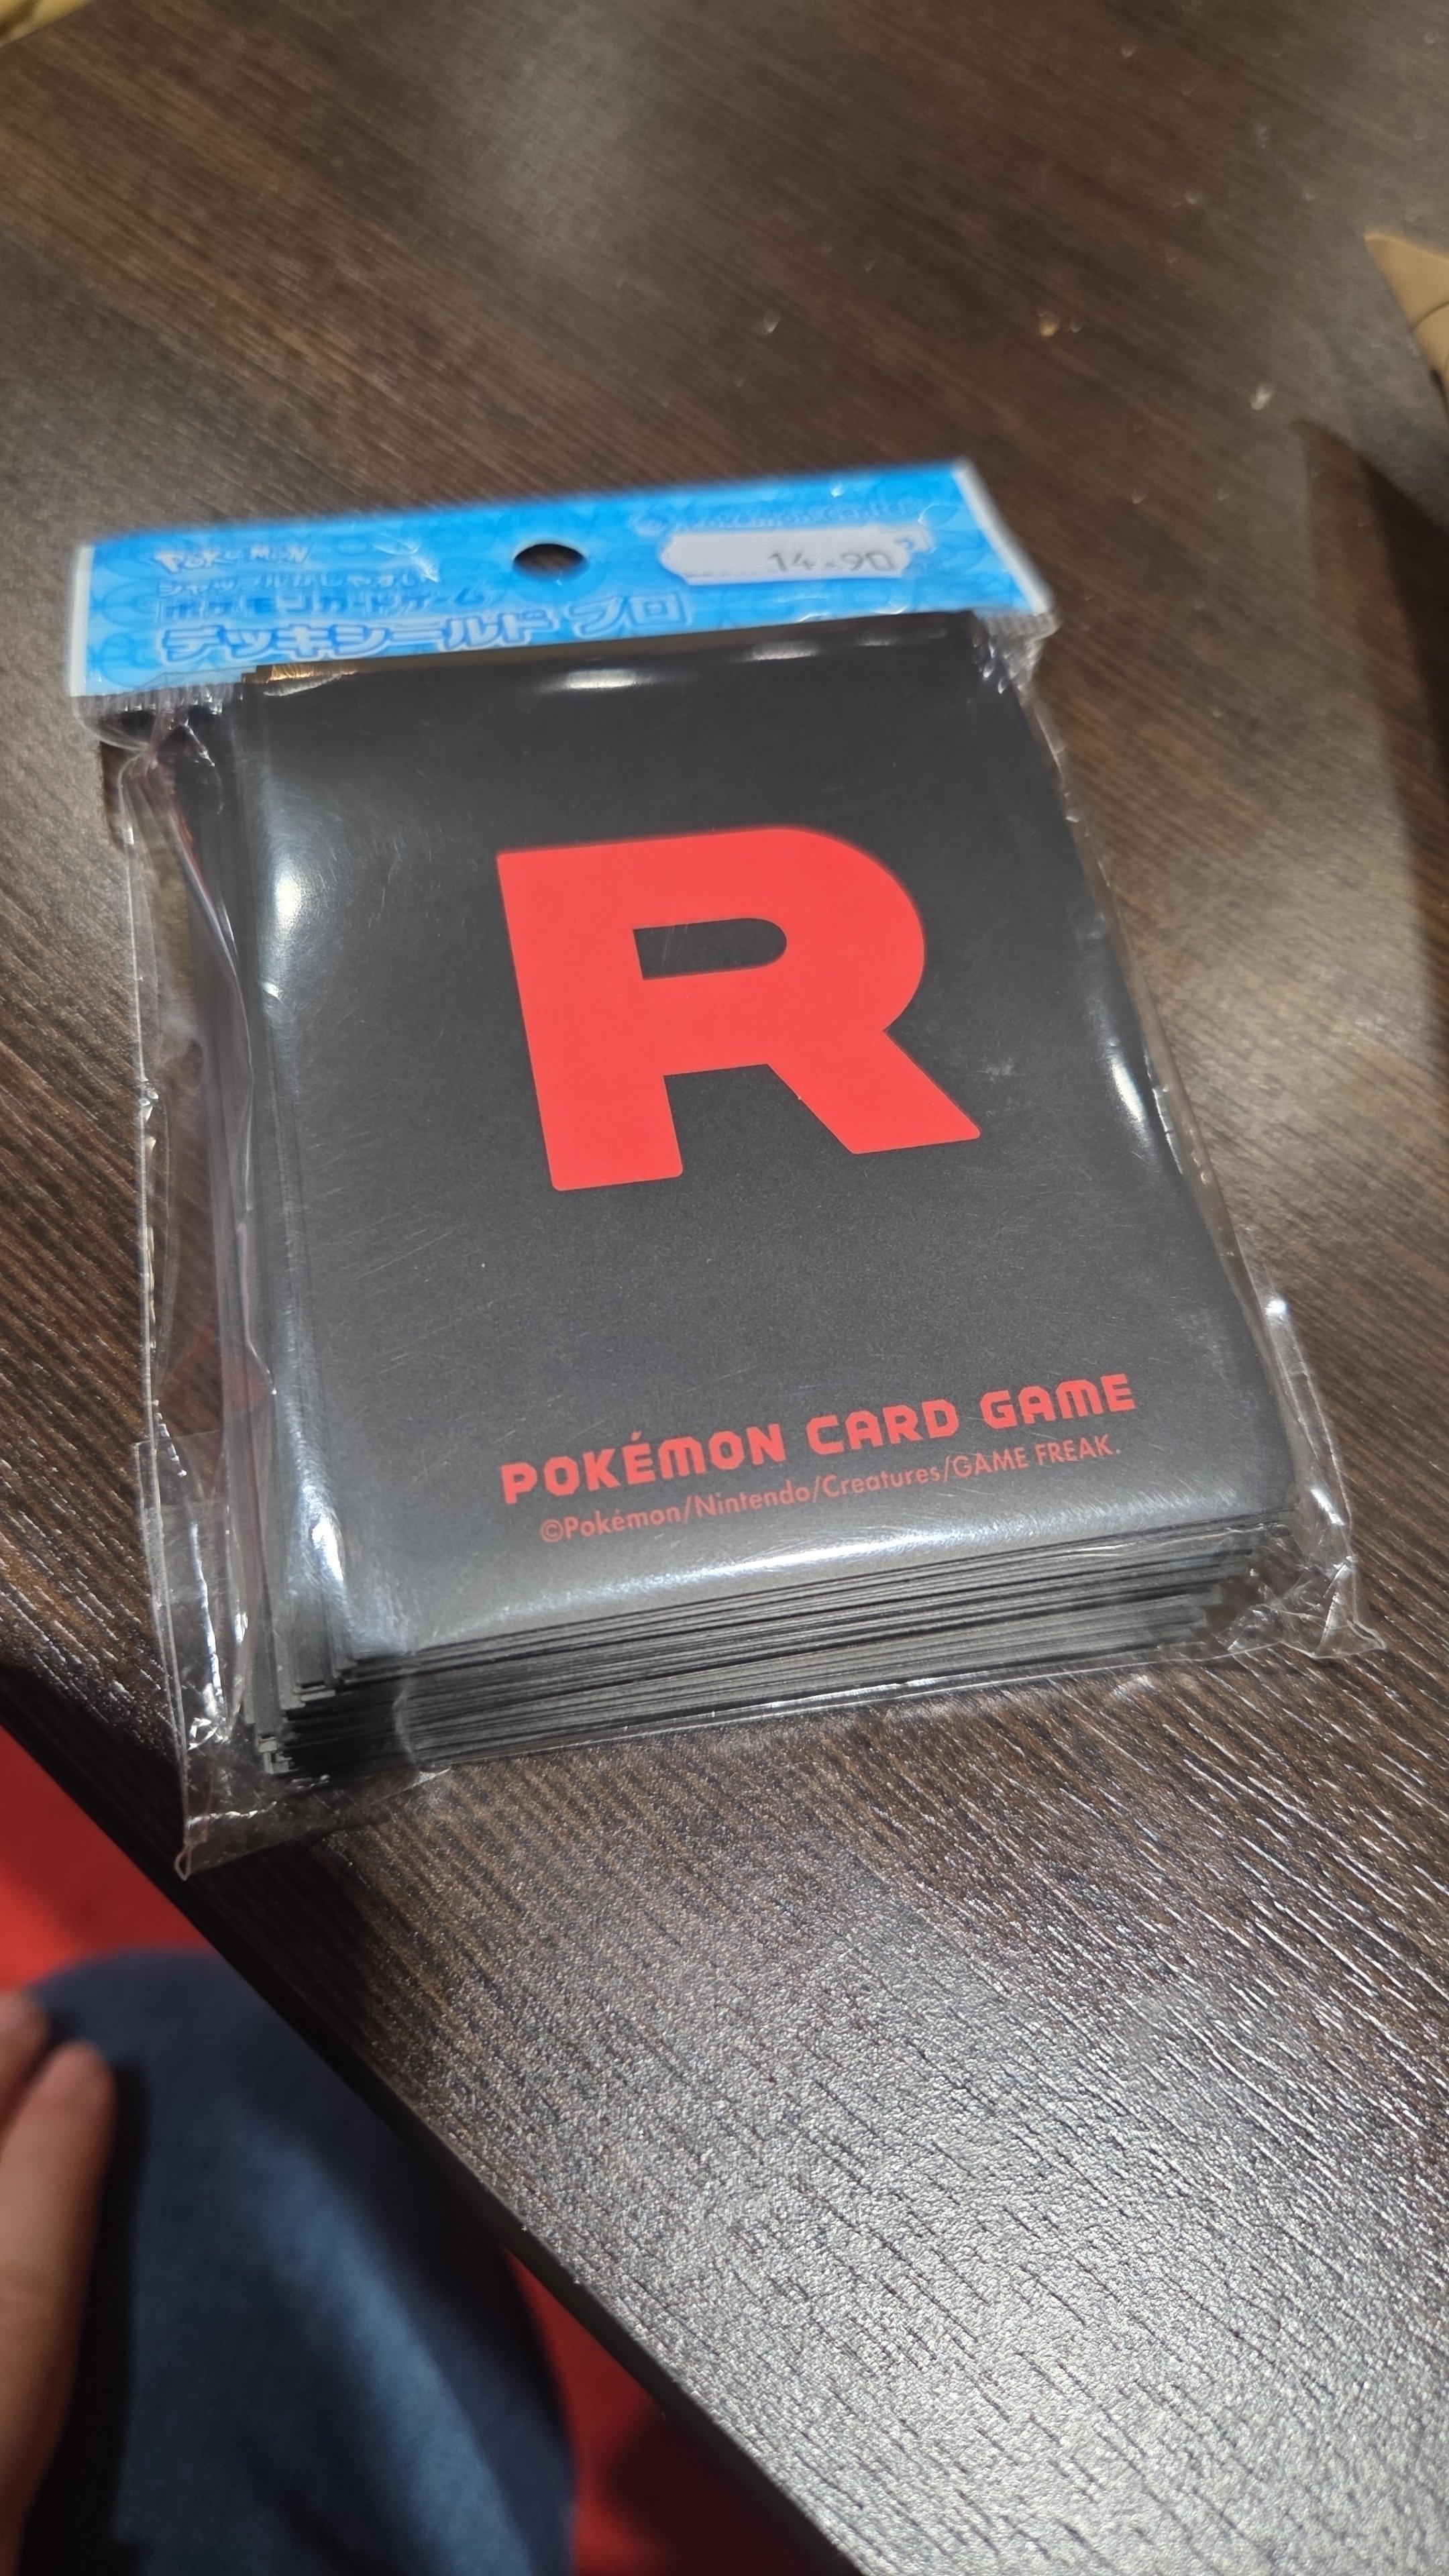 Pokémon
シャッフルがしやすい
ポケモンカードゲーム
デッキシールド プロ
14.90
R
POKÉMON CARD GAME
©Pokémon/Nintendo/Creatures/GAME FREAK.